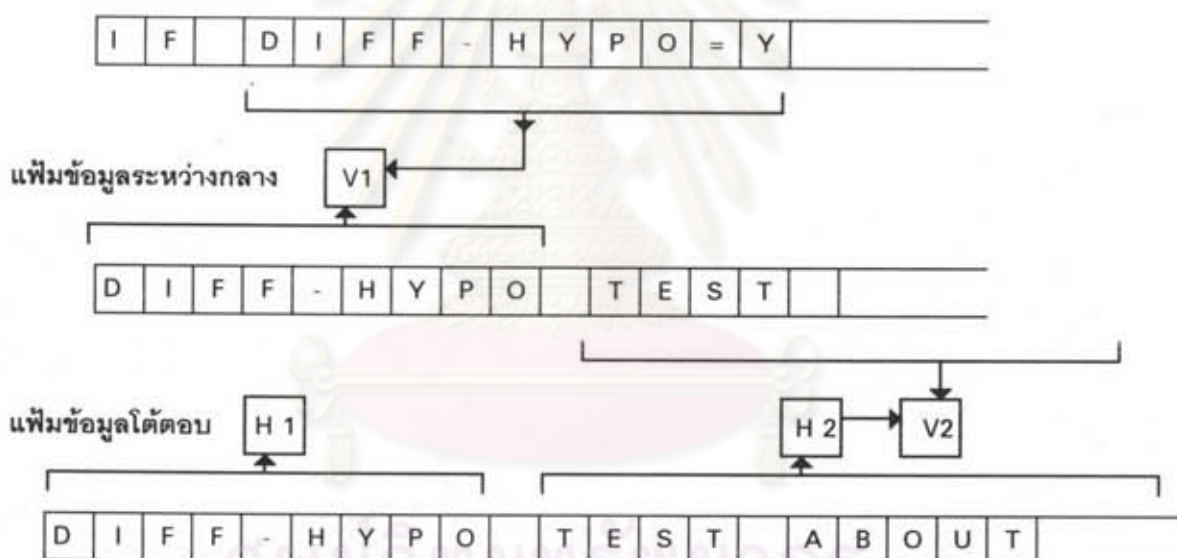 I F D I F F - H Y P O = Y
แฟ้มข้อมูลระหว่างกลาง V1
D I F F - H Y P O T E S T
แฟ้มข้อมูลโต้ตอบ H 1 H 2 V2
D I F F - H Y P O T E S T A B O U T